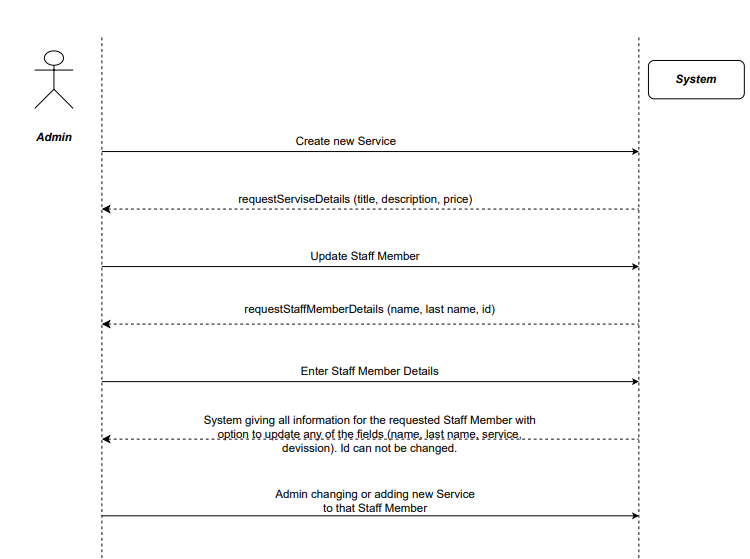 System
Admin
Create new Service
requestServiseDetails (title, description, price)
Update Staff Member
requestStaffMemberDetails (name, last name, id)
Enter Staff Member Details
System giving all information for the requested Staff Member with
option to update any of the fields (name, last name, service,
devission). Id can not be changed.
Admin changing or adding new Service
to that Staff Member